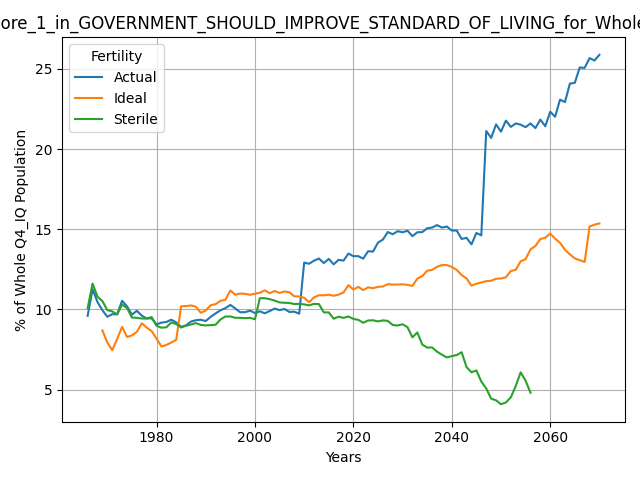 ore_1_in_GOVERNMENT_SHOULD_IMPROVE_STANDARD_OF_LIVING_for_Whole
Fertility
Actual
Ideal
Sterile
% of Whole Q4_IQ Population
25
20
15
10
5
1980
2000
2020
2040
2060
Years